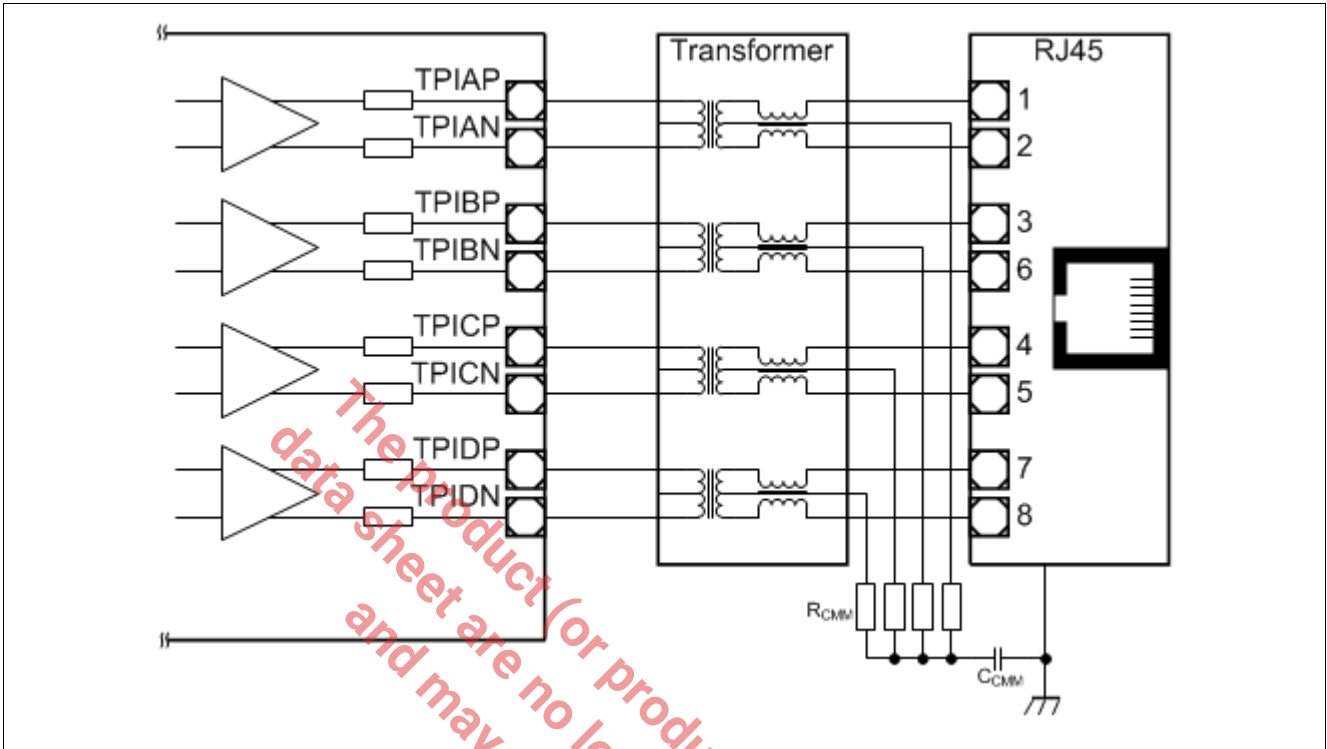 Transformer
RJ45
TPIAP
TPIAN
1
2
TPIBP
TPIBN
3
6
TPICP
TPICN
4
5
TPIDP
TPIDN
7
8
RCMM
CCMM
The product (or produ
data sheet are no le
and may